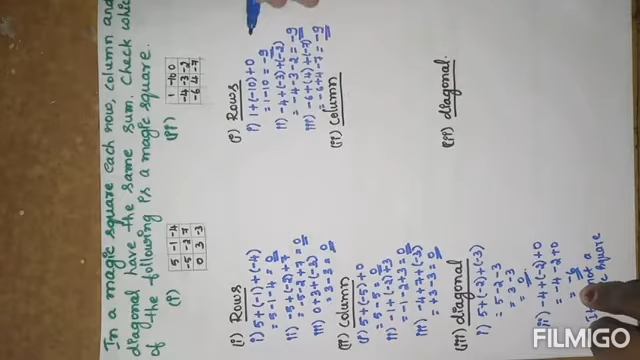 In a magic square each row, column and
diagonal have the same sum. Check which
of the following is a magic square.
(i)
5 -1 -4
-5 -2 7
0 3 -3
(ii)
1 -10 0
-4 -3 -2
-6 4 -7
(i) Rows
i) 5+(-1)+(-4)
= 5-1-4 = 0
ii) -5+(-2)+7
= -5-2+7 = 0
iii) 0+3+(-3)
= 3-3 = 0
(ii) Column
(i) 5+(-5)+0
= 5-5 = 0
ii) -1+(-2)+3
= -1-2+3 = 0
iii) -4+7+(-3)
= +3-3 = 0
(iii) diagonal
i) 5+(-2)+(-3)
= 5-2-3
= 3-3
= 0
ii) -4+(-2)+0
= -4-2+0
= -6
a
square
(i) Rows
i) 1+(-10)+0
= 1-10 = -9
ii) -4+(-3)+(-2)
= -4-3-2 = -9
iii) -6+(4)+(-7)
= -6+4-7 = -9
(ii) Column
(iii) diagonal.
Made with KINEMASTER
FILMIGO